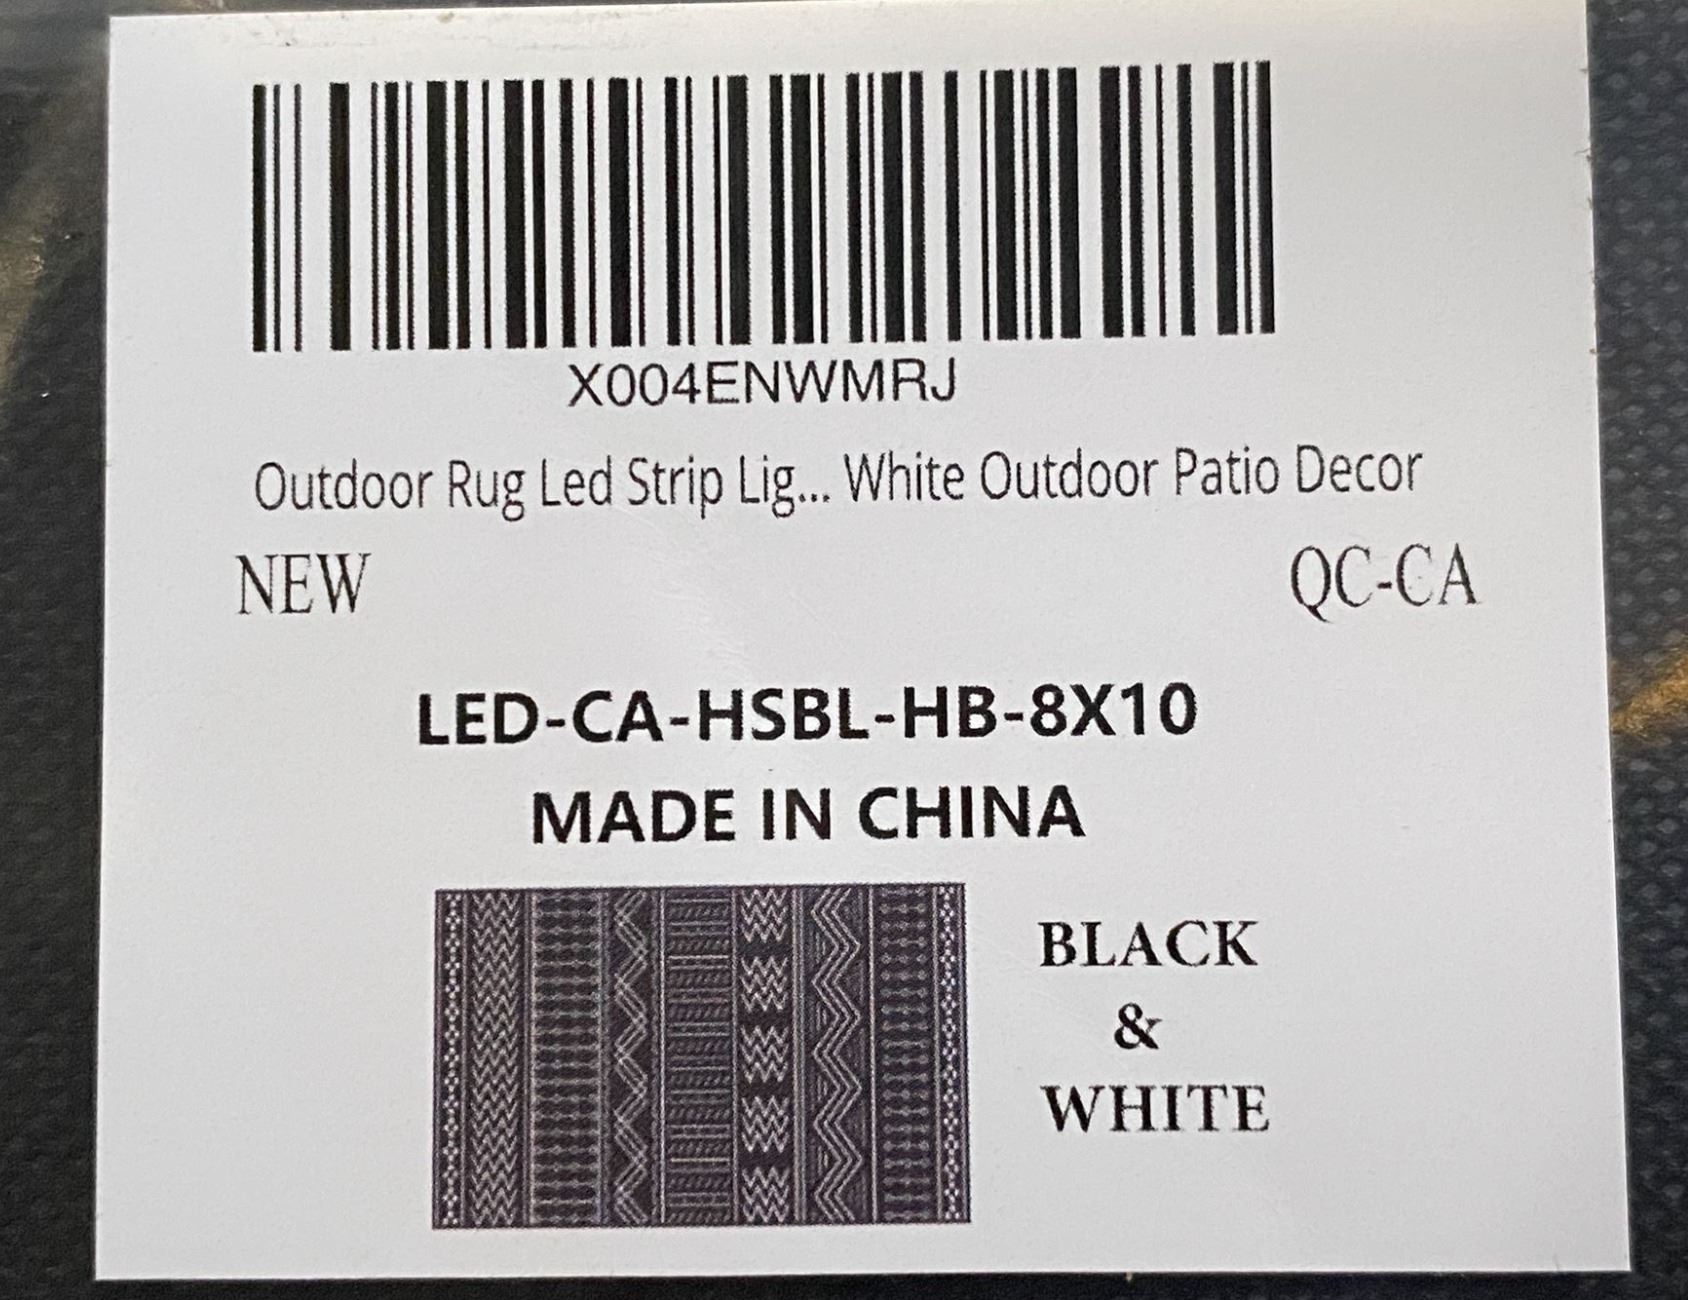 X004ENWMRJ
Outdoor Rug Led Strip Lig... White Outdoor Patio Decor
NEW QC-CA
LED-CA-HSBL-HB-8X10
MADE IN CHINA
BLACK
&
WHITE